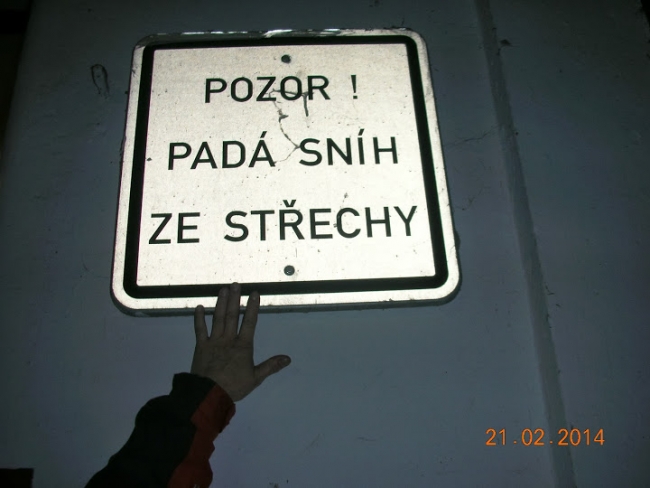 POZOR !
PADÁ SNÍH
ZE STŘECHY
21.02.2014